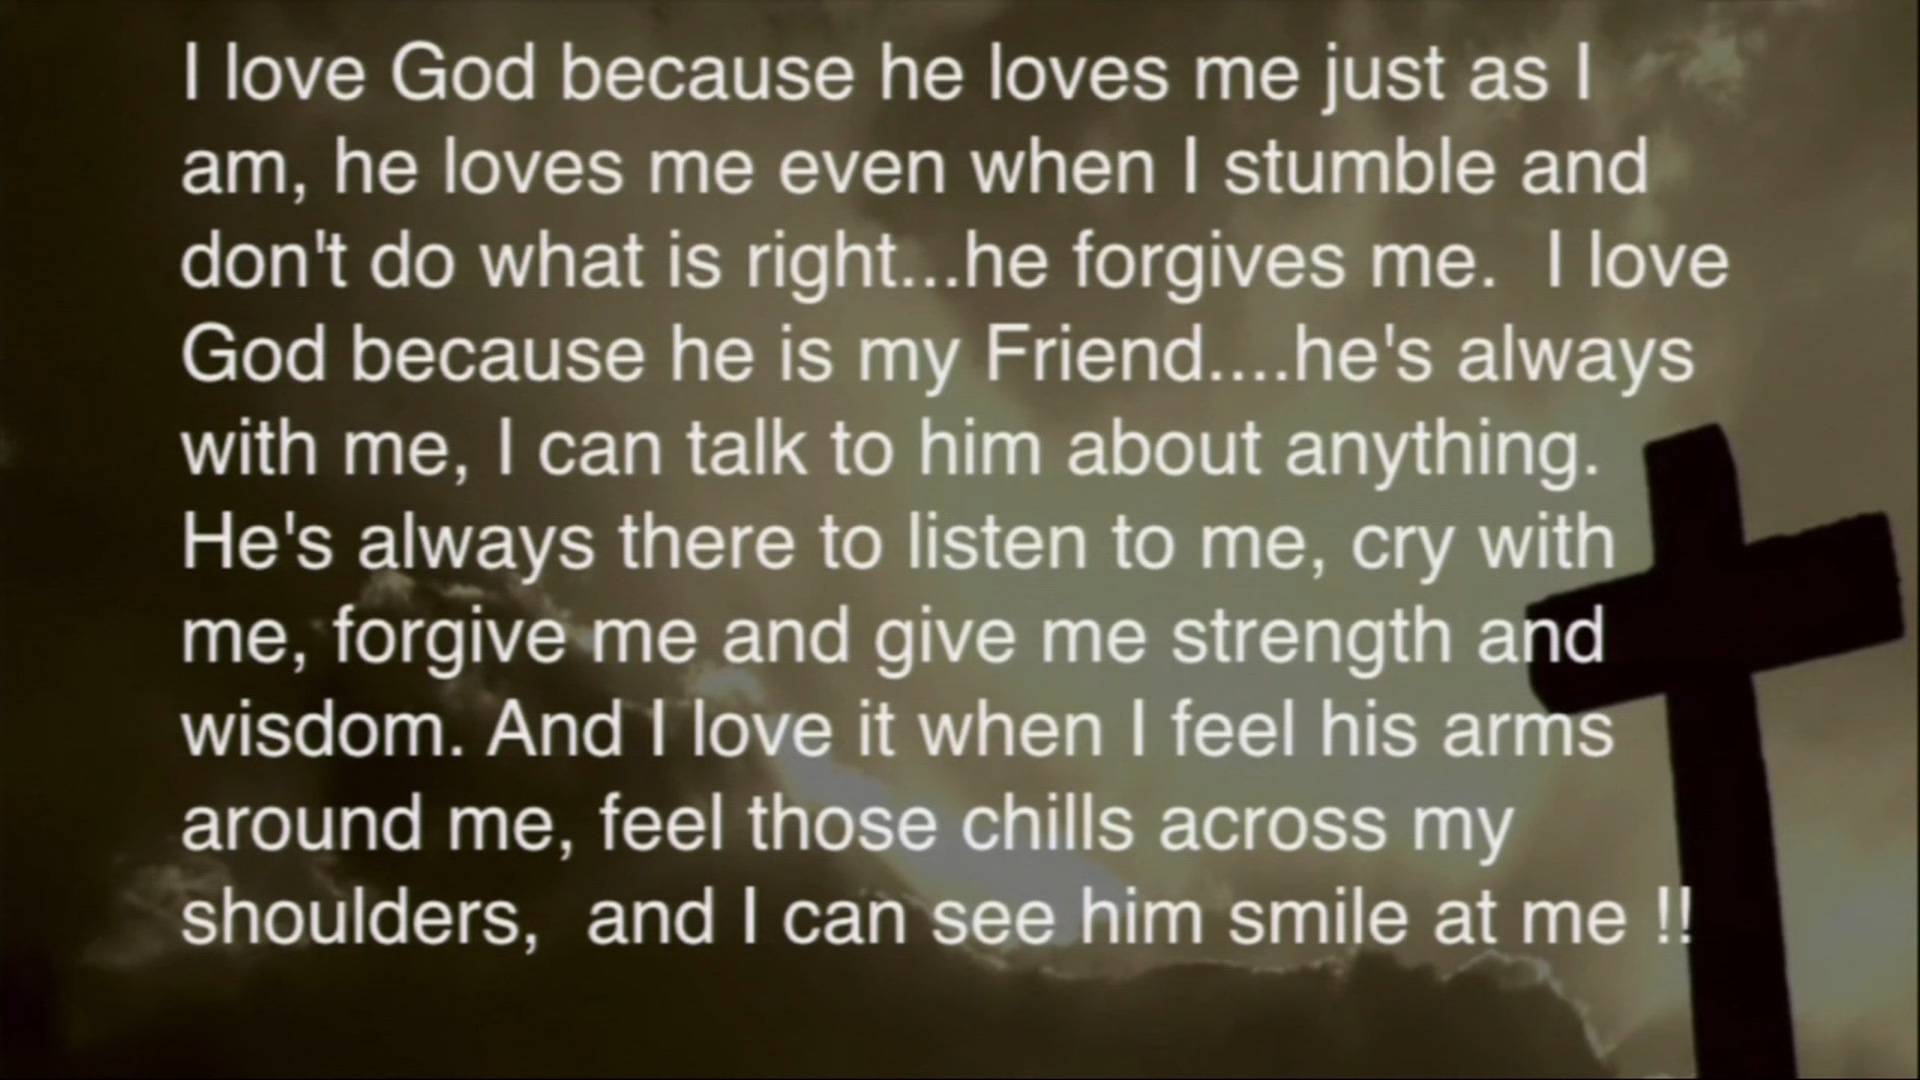 I love God because he loves me just as I
am, he loves me even when I stumble and
don't do what is right...he forgives me.  I love
God because he is my Friend....he's always
with me, I can talk to him about anything.
He's always there to listen to me, cry with
me, forgive me and give me strength and
wisdom. And I love it when I feel his arms
around me, feel those chills across my
shoulders,  and I can see him smile at me !!